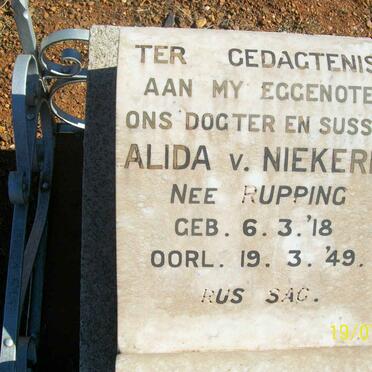 TER GEDAGTENIS
AAN MY EGGENOTE
ONS DOGTER EN SUSS
ALIDA v. NIEKER
NEE RUPPING
GEB. 6.3.'18
OORL. 19.3.'49.
RUS SAG.
19/0